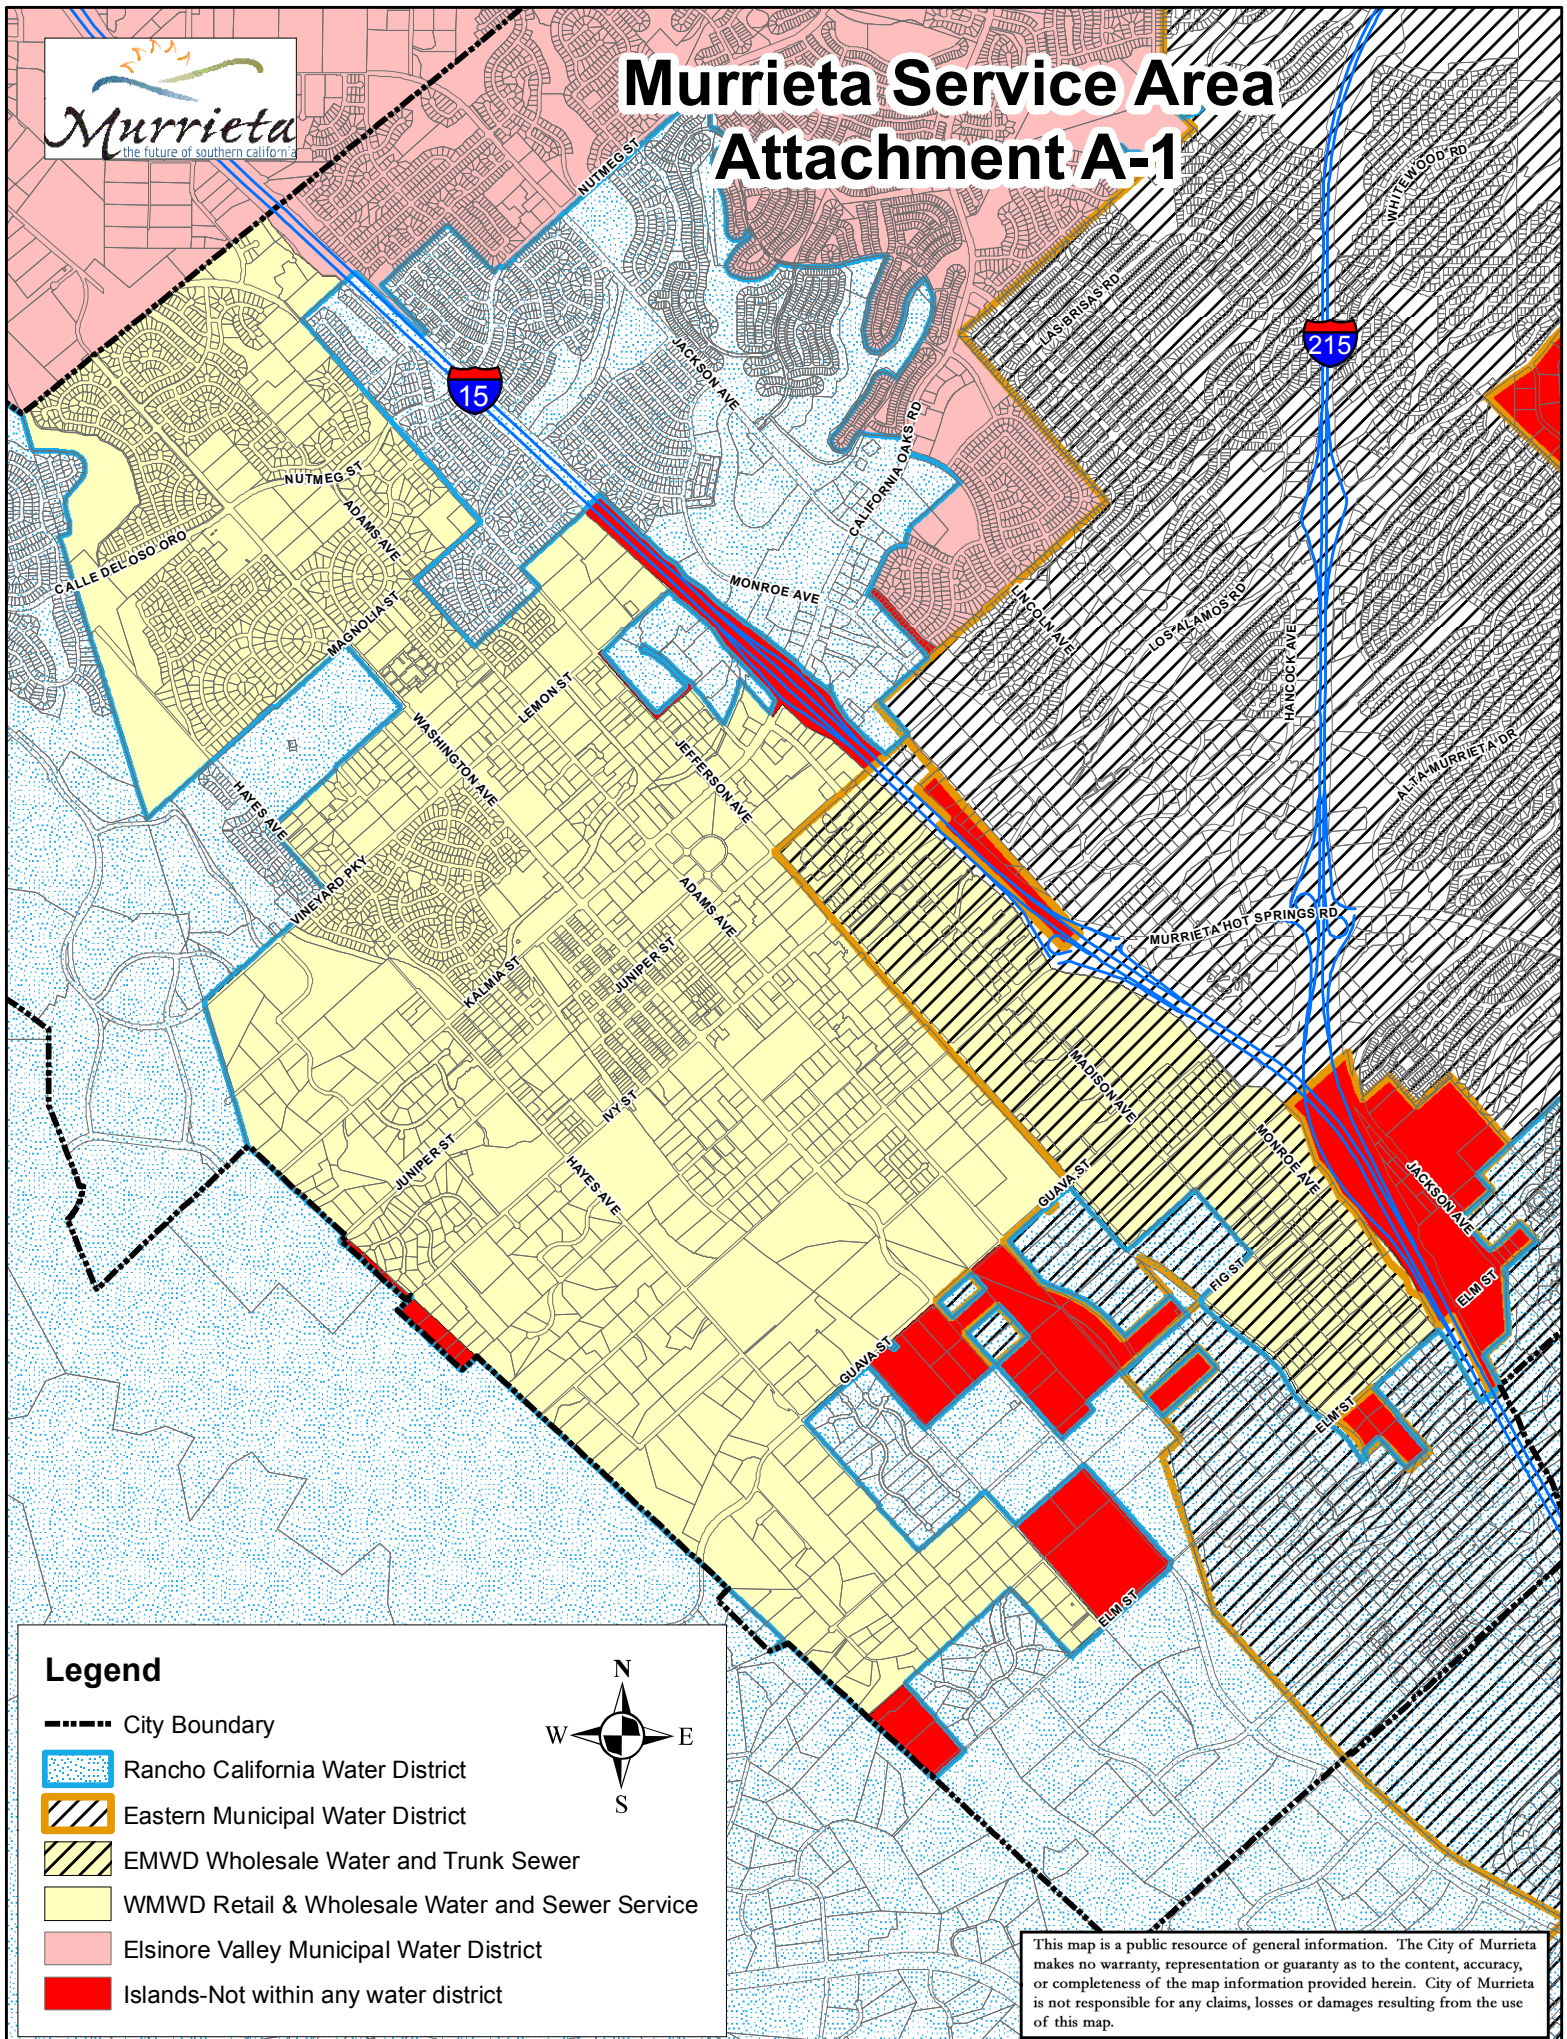 Murrieta
the future of southern california
Murrieta Service Area
Attachment A-1
NUTMEG ST
WHITEWOOD RD
LAS BRISAS RD
215
JACKSON AVE
15
CALIFORNIA OAKS RD
NUTMEG ST
ADAMS AVE
CALLE DEL OSO ORO
MONROE AVE
LINCOLN AVE
LOS ALAMOS RD
MAGNOLIA ST
HANCOCK AVE
LEMON ST
WASHINGTON AVE
JEFFERSON AVE
ALTA MURRIETA DR
HAYES AVE
VINEYARD PKY
ADAMS AVE
MURRIETA HOT SPRINGS RD
JUNIPER ST
KALMIA ST
MADISON AVE
IVY ST
MONROE AVE
JUNIPER ST
HAYES AVE
GUAVA ST
JACKSON AVE
FIG ST
ELM ST
GUAVA ST
ELM ST
ELM ST
Legend
City Boundary
Rancho California Water District
Eastern Municipal Water District
EMWD Wholesale Water and Trunk Sewer
WMWD Retail & Wholesale Water and Sewer Service
Elsinore Valley Municipal Water District
Islands-Not within any water district
N
W
E
S
This map is a public resource of general information. The City of Murrieta
makes no warranty, representation or guaranty as to the content, accuracy,
or completeness of the map information provided herein. City of Murrieta
is not responsible for any claims, losses or damages resulting from the use
of this map.